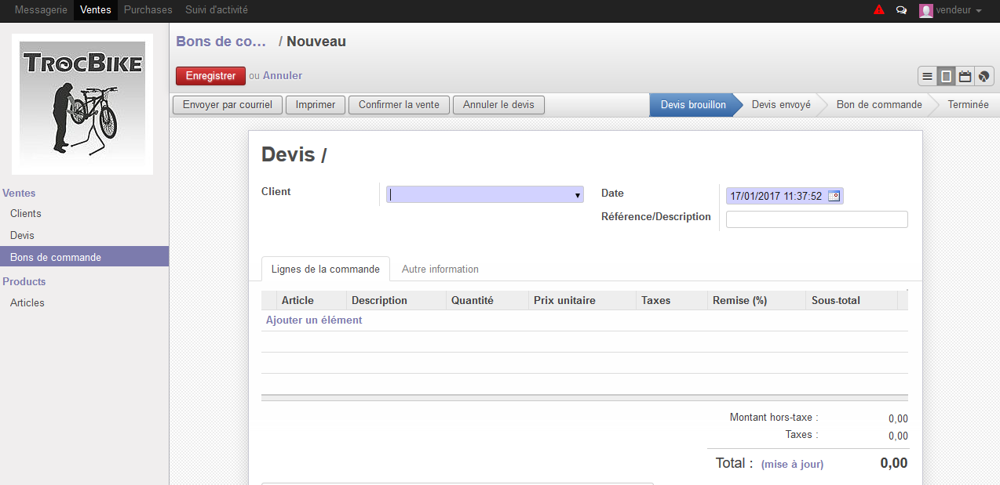 Messagerie Ventes Purchases Suivi d'activité vendeur
TROCBIKE
Bons de co... / Nouveau
Enregistrer ou Annuler
Envoyer par courriel Imprimer Confirmer la vente Annuler le devis Devis brouillon Devis envoyé Bon de commande Terminée
Ventes
Clients
Devis
Bons de commande
Products
Articles
Devis /
Client Date 17/01/2017 11:37:52
Référence/Description
Lignes de la commande Autre information
Article Description Quantité Prix unitaire Taxes Remise (%) Sous-total
Ajouter un élément
Montant hors-taxe : 0,00
Taxes : 0,00
Total : (mise à jour) 0,00